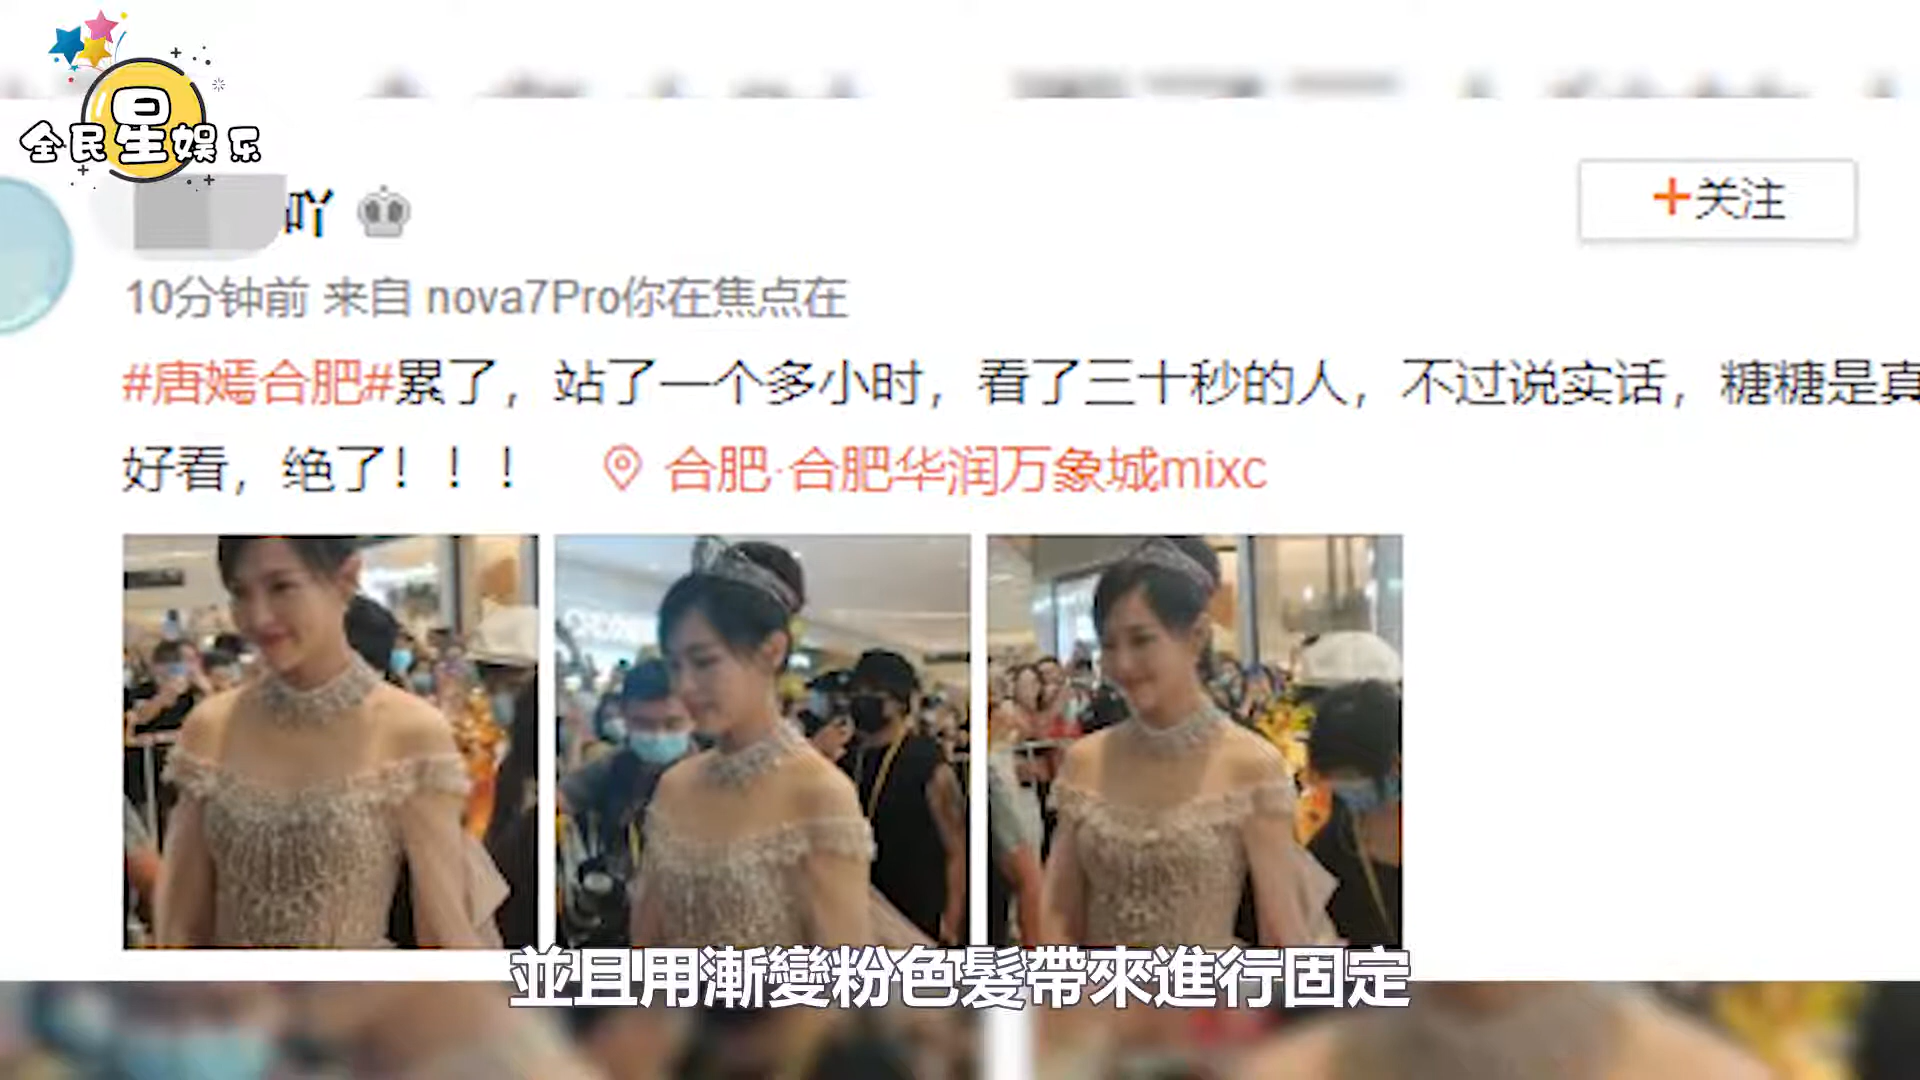 全民星娱乐
吖
+关注
10分钟前 来自 nova7Pro你在焦点在
#唐嫣合肥#累了，站了一个多小时，看了三十秒的人，不过说实话，糖糖是真
好看，绝了！！！ 合肥·合肥华润万象城mixc
並且用漸變粉色髮帶來進行固定